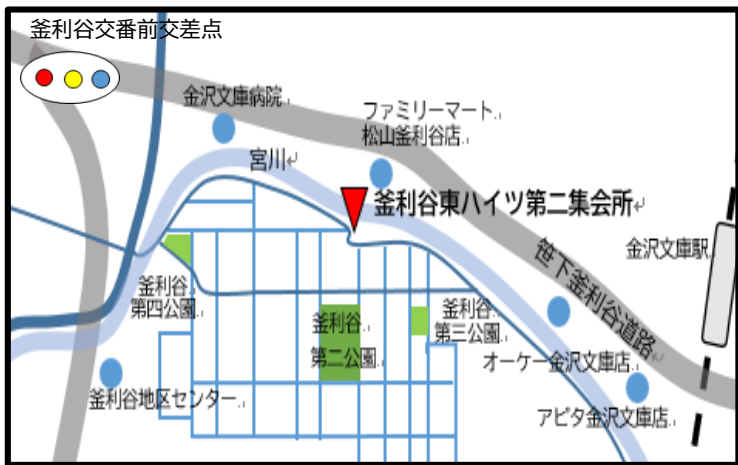 釜利谷交番前交差点
金沢文庫病院
ファミリーマート
松山釜利谷店
宮川
釜利谷東ハイツ第二集会所
金沢文庫駅
笹下釜利谷道路
釜利谷
第四公園
釜利谷
第二公園
釜利谷
第三公園
オーケー金沢文庫店
釜利谷地区センター
アピタ金沢文庫店